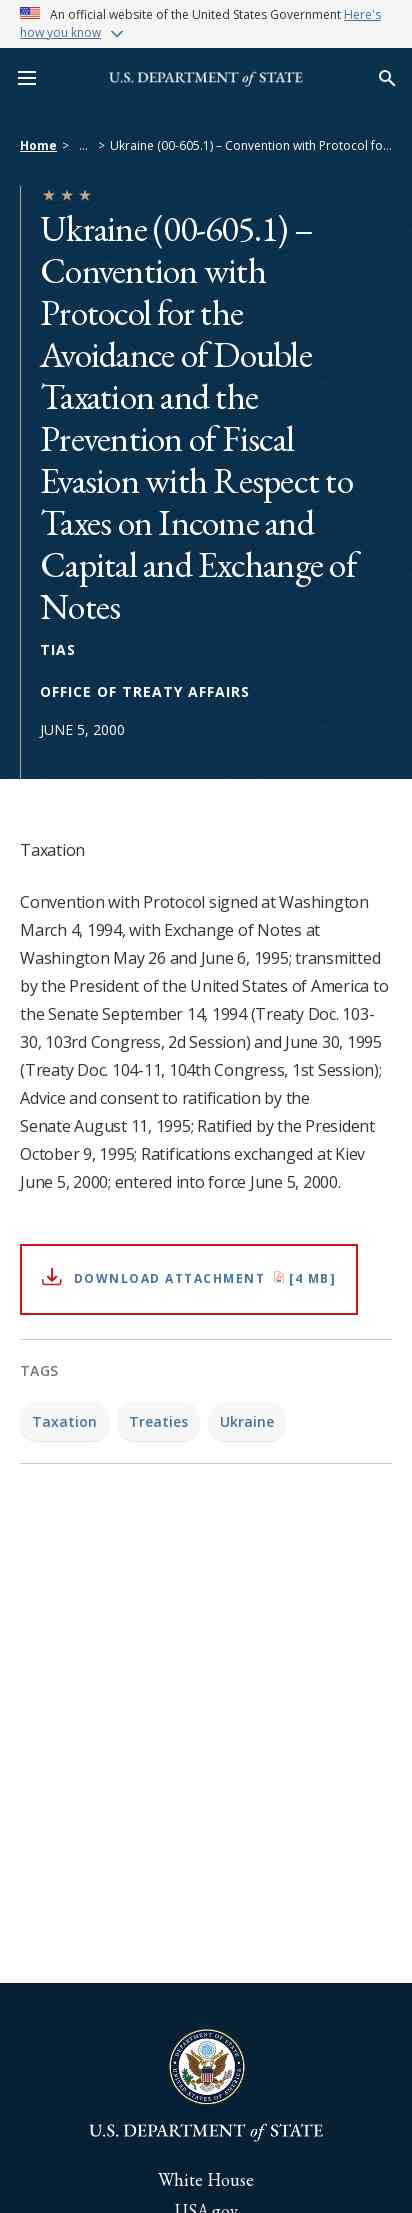 An official website of the United States Government Here's
how you know
U.S. DEPARTMENT of STATE
Home > ... > Ukraine (00-605.1) – Convention with Protocol fo...
Ukraine (00-605.1) –
Convention with
Protocol for the
Avoidance of Double
Taxation and the
Prevention of Fiscal
Evasion with Respect to
Taxes on Income and
Capital and Exchange of
Notes
TIAS
OFFICE OF TREATY AFFAIRS
JUNE 5, 2000
Taxation
Convention with Protocol signed at Washington
March 4, 1994, with Exchange of Notes at
Washington May 26 and June 6, 1995; transmitted
by the President of the United States of America to
the Senate September 14, 1994 (Treaty Doc. 103-
30, 103rd Congress, 2d Session) and June 30, 1995
(Treaty Doc. 104-11, 104th Congress, 1st Session);
Advice and consent to ratification by the
Senate August 11, 1995; Ratified by the President
October 9, 1995; Ratifications exchanged at Kiev
June 5, 2000; entered into force June 5, 2000.
DOWNLOAD ATTACHMENT [4 MB]
TAGS
Taxation Treaties Ukraine
DEPARTMENT OF STATE
UNITED STATES OF AMERICA
U.S. DEPARTMENT of STATE
White House
USA.gov